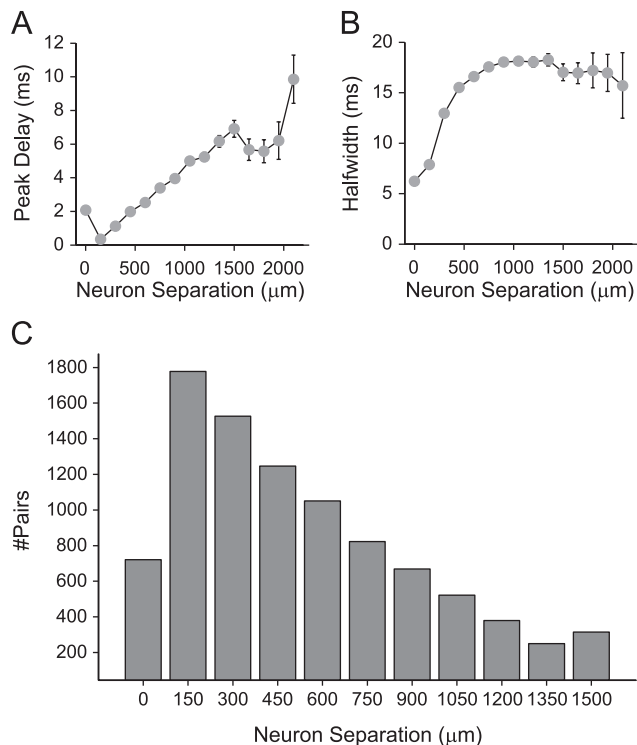 A
12
10
8
6
4
2
0
Peak Delay (ms)
0 500 1000 1500 2000
Neuron Separation (μm)
B
20
15
10
5
0
Halfwidth (ms)
0 500 1000 1500 2000
Neuron Separation (μm)
C
1800
1600
1400
1200
1000
800
600
400
200
#Pairs
0 150 300 450 600 750 900 1050 1200 1350 1500
Neuron Separation (μm)